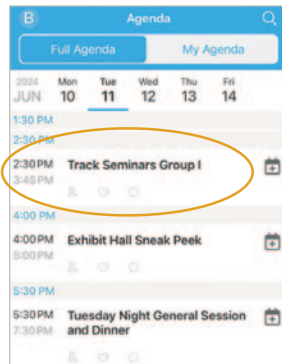 B Agenda
Full Agenda My Agenda
2024 Mon Tue Wed Thu Fri
JUN 10 11 12 13 14
1:30 PM
2:30 PM
2:30 PM Track Seminars Group I
3:45 PM
4:00 PM
4:00 PM Exhibit Hall Sneak Peek
5:00 PM
5:30 PM
5:30 PM Tuesday Night General Session
7:30 PM and Dinner